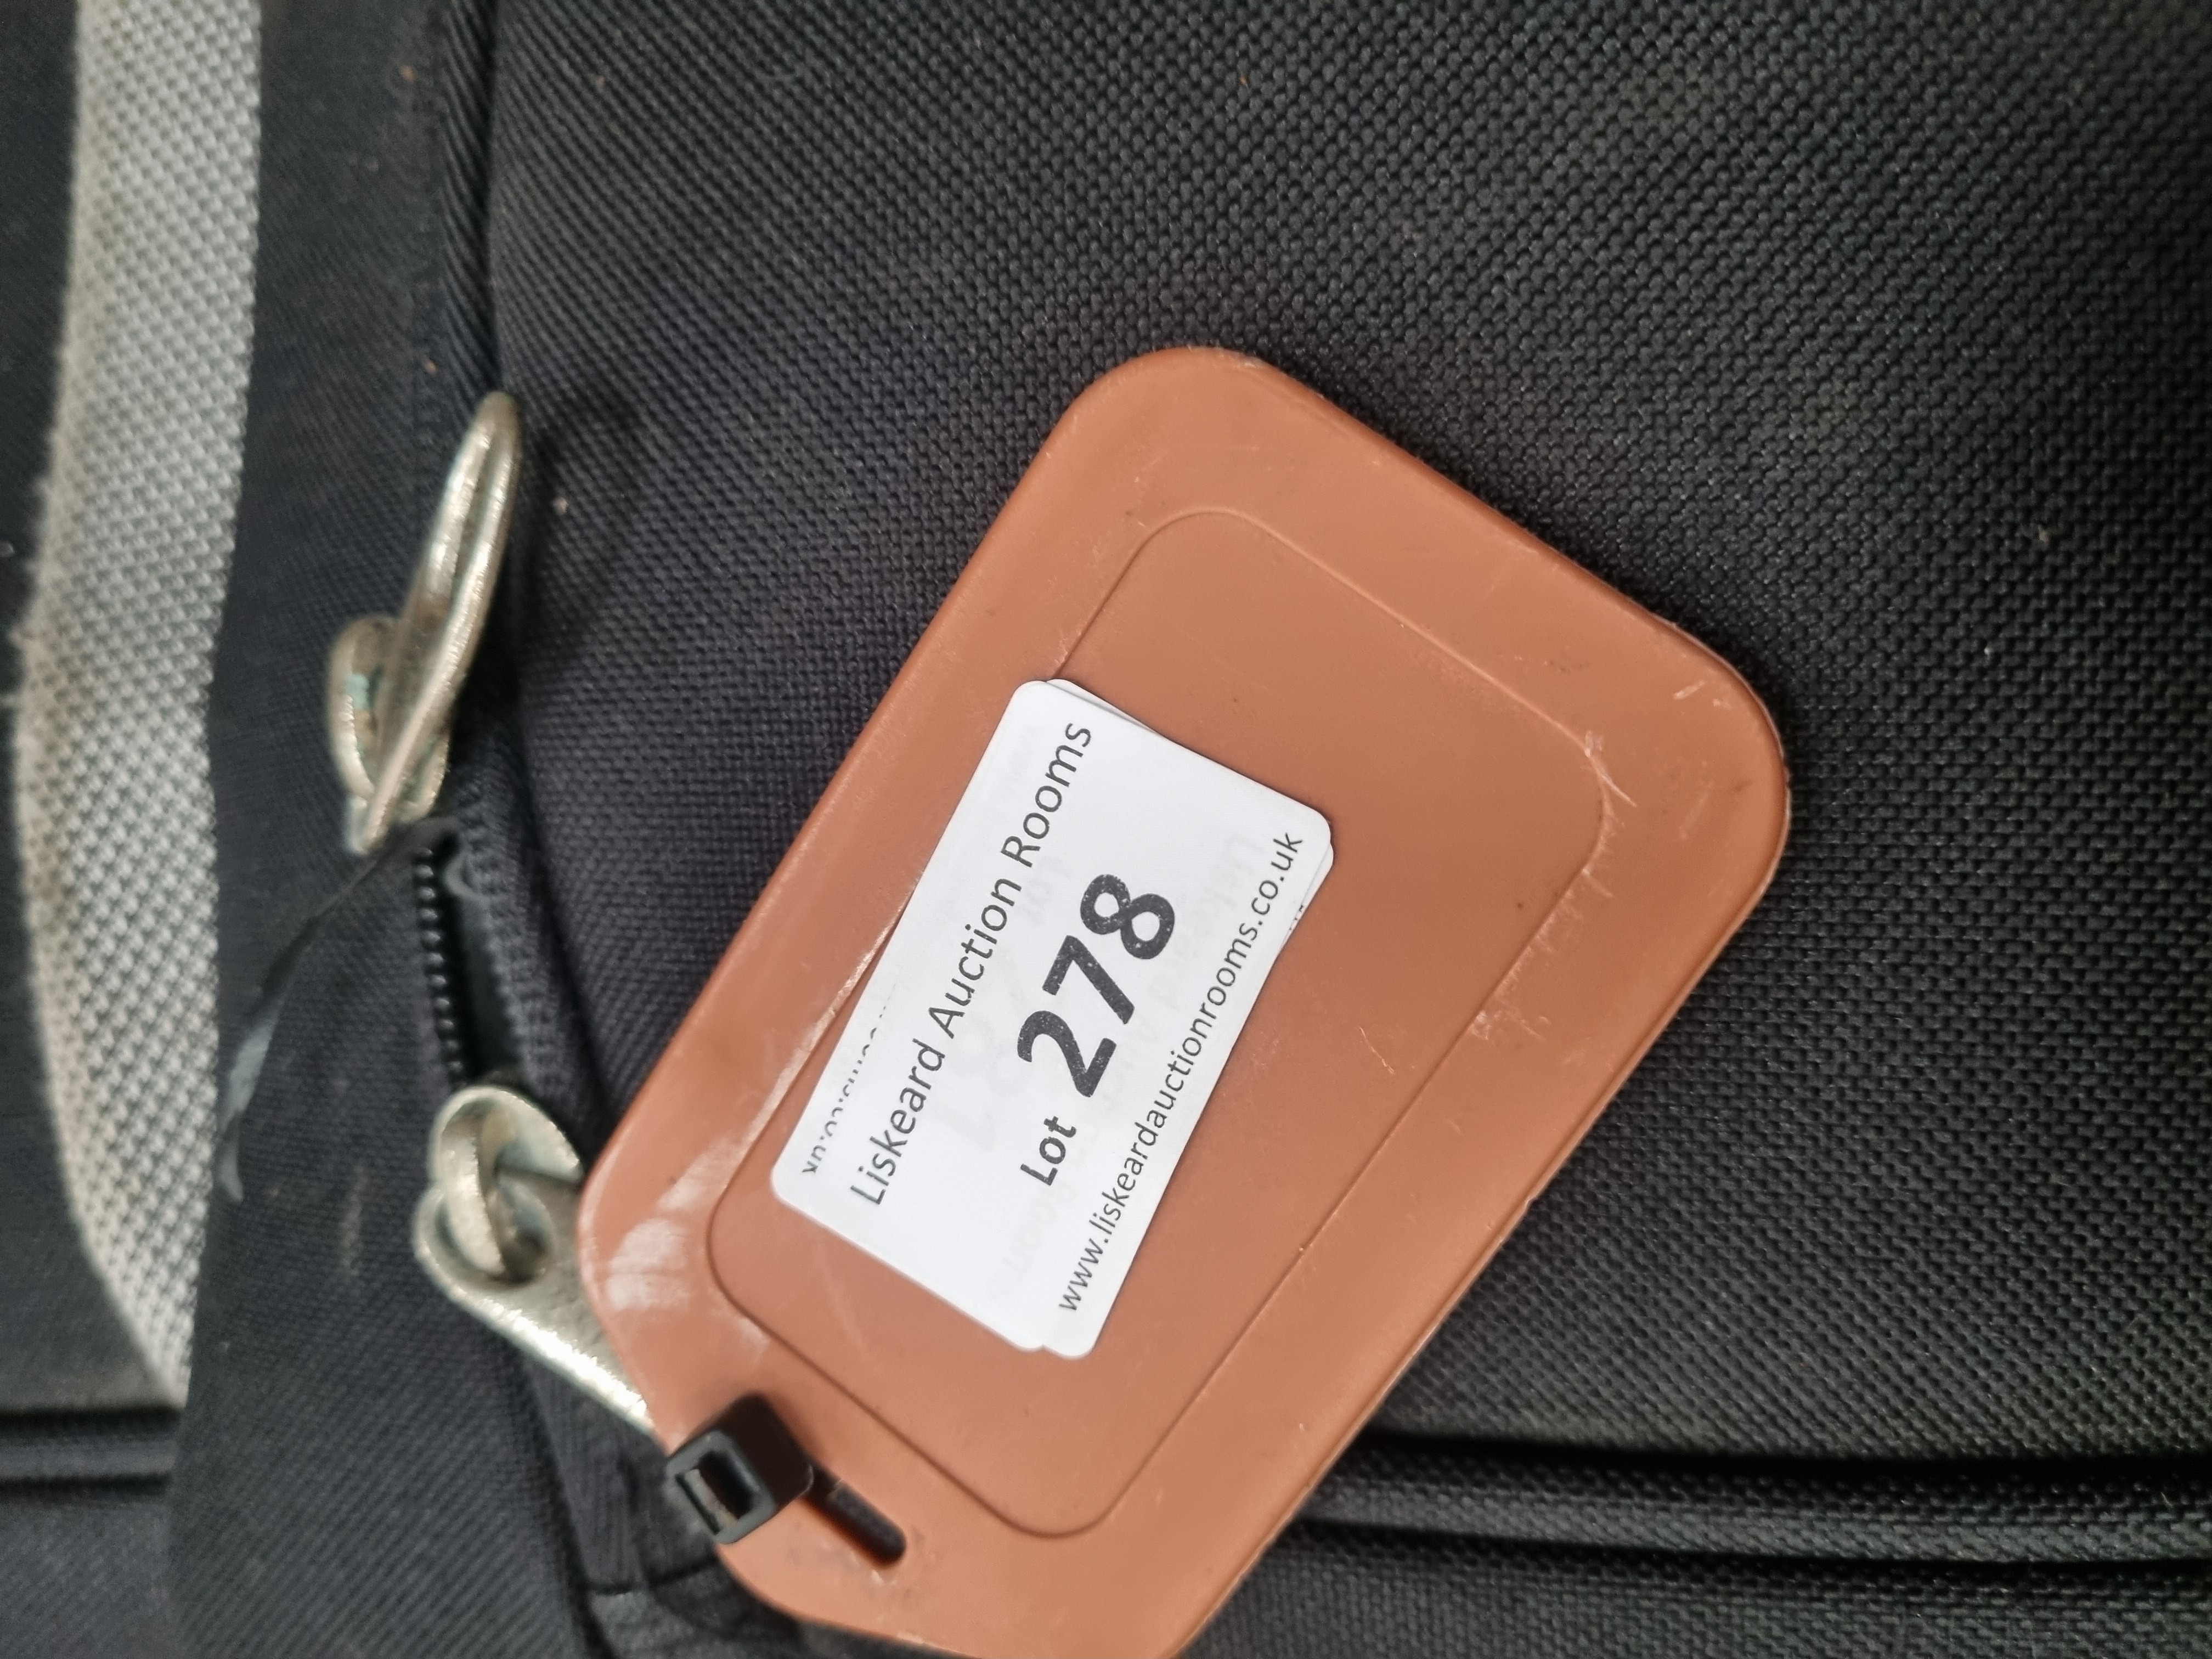 Liskeard Auction Rooms
Lot 278
www.liskeardauctionrooms.co.uk